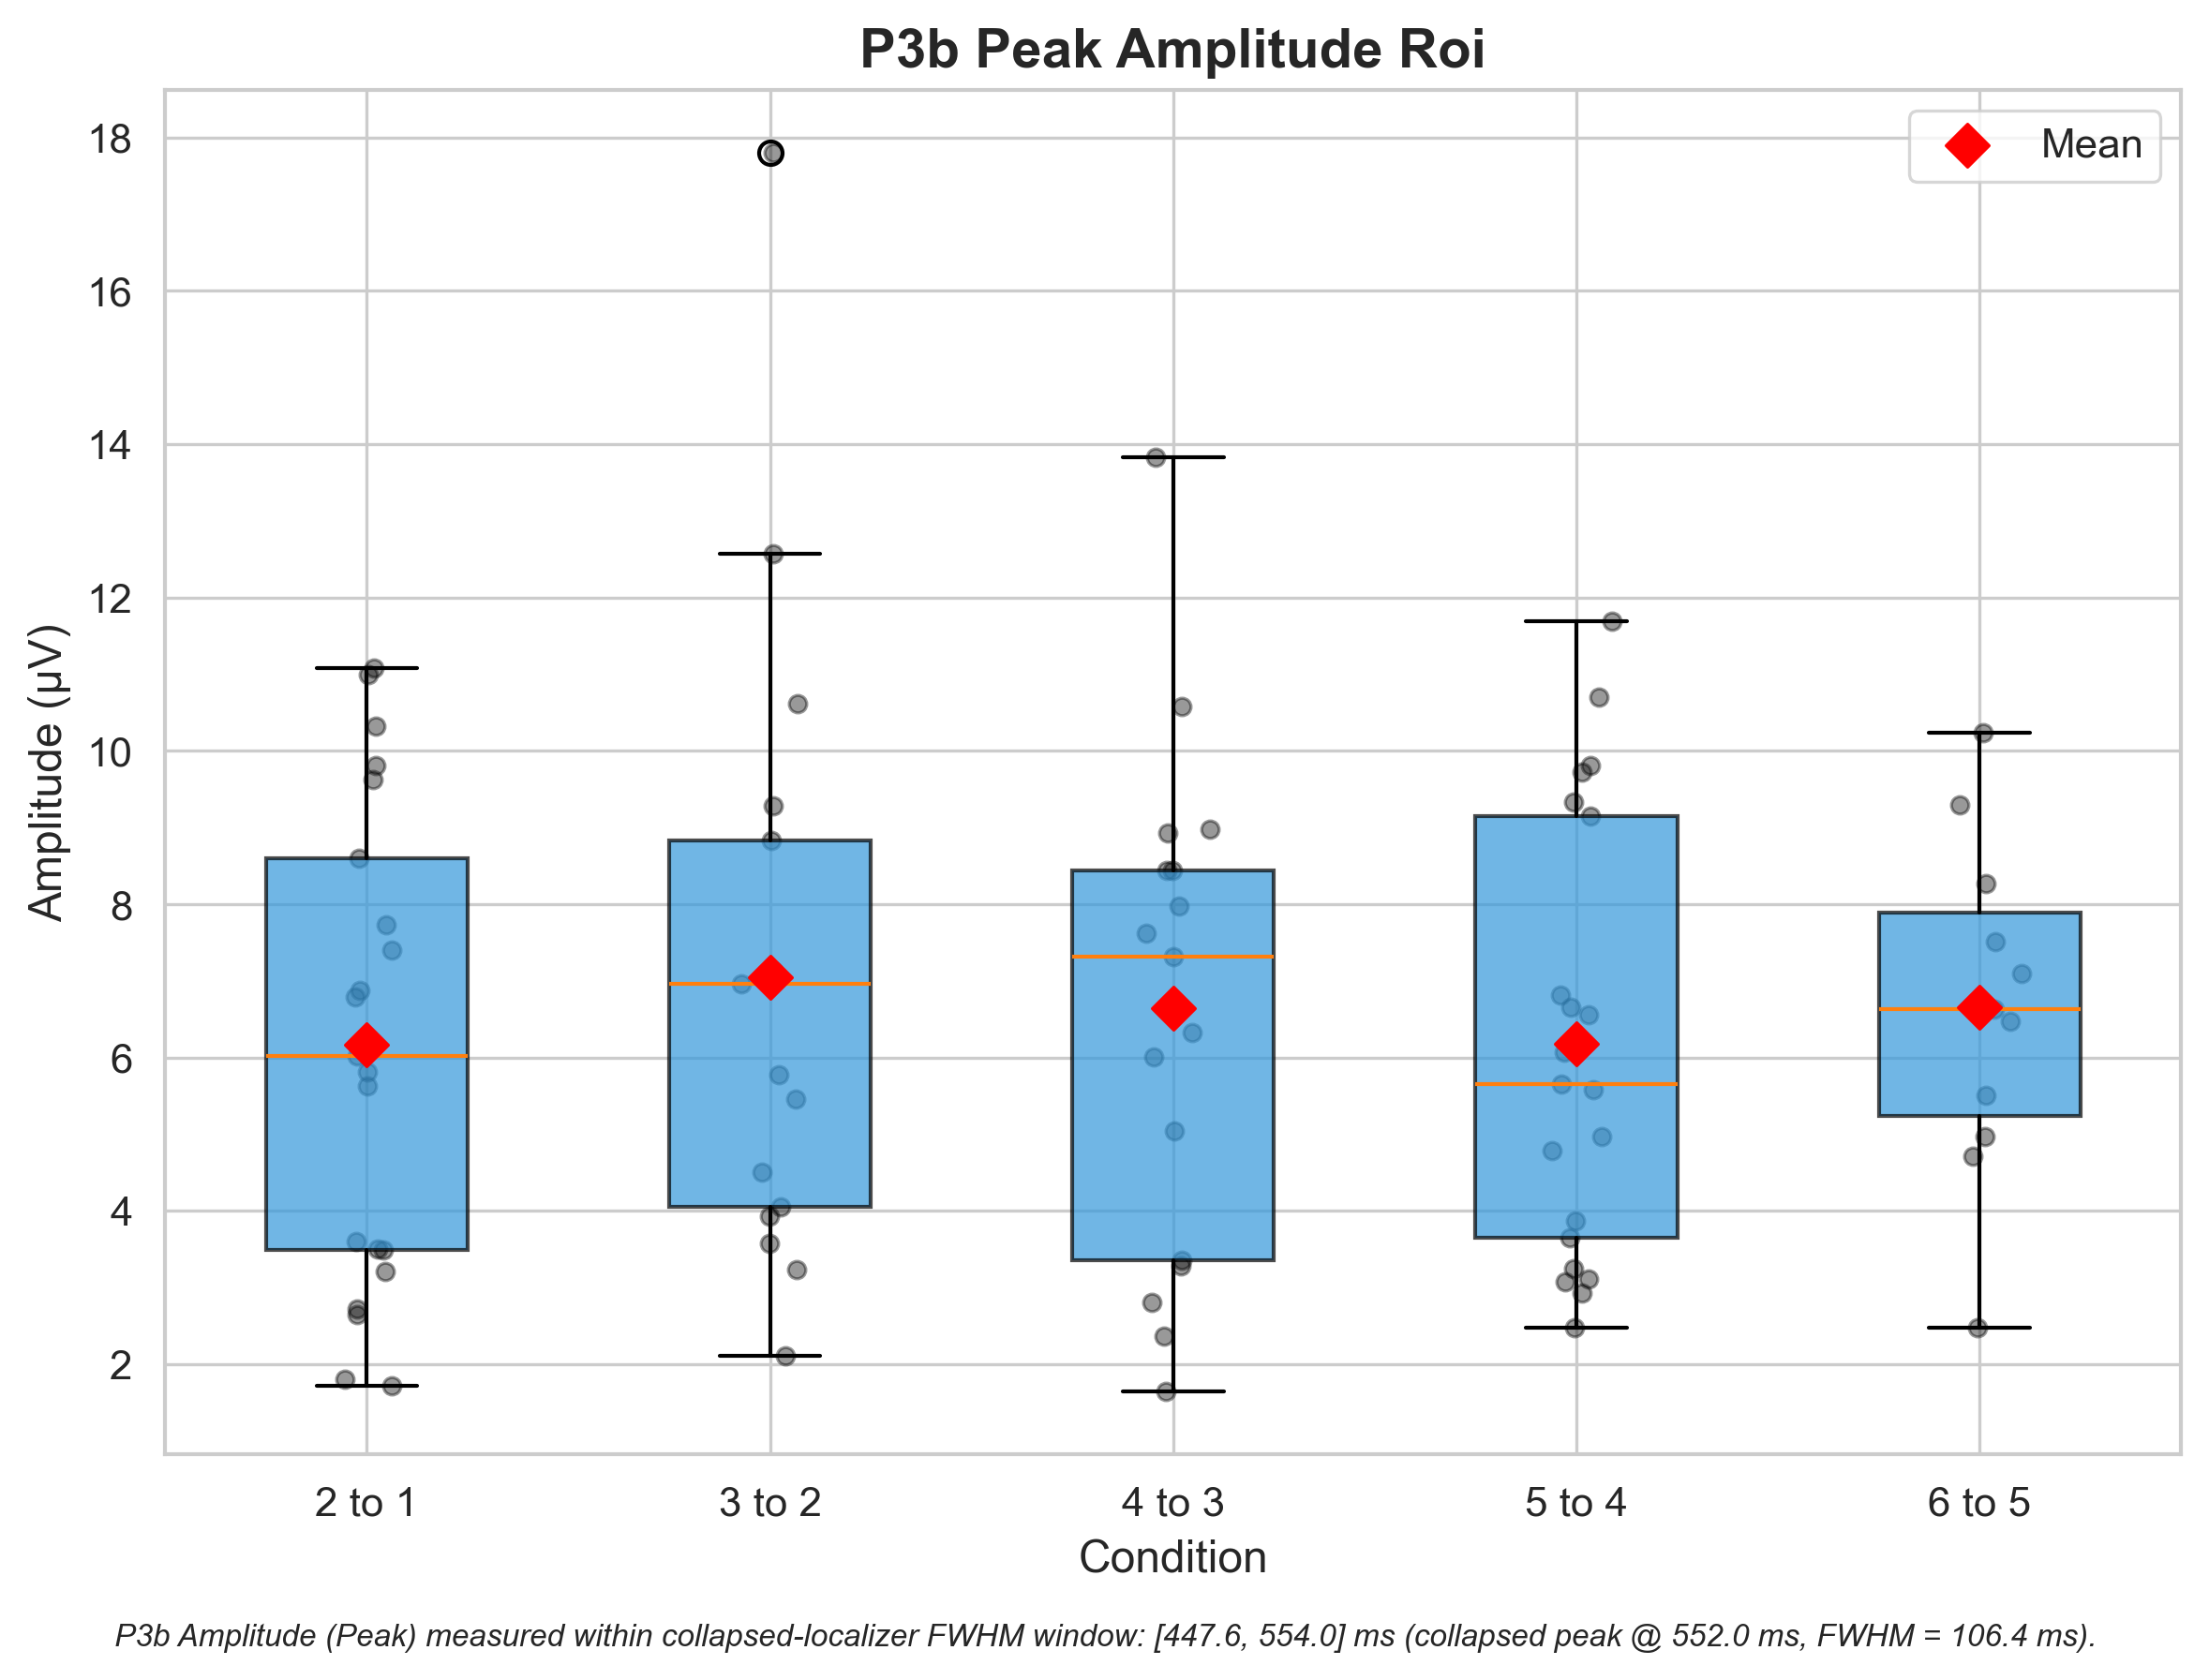 P3b Peak Amplitude Roi
Mean
18
16
14
12
10
8
6
4
2
Amplitude (µV)
2 to 1
3 to 2
4 to 3
5 to 4
6 to 5
Condition
P3b Amplitude (Peak) measured within collapsed-localizer FWHM window: [447.6, 554.0] ms (collapsed peak @ 552.0 ms, FWHM = 106.4 ms).